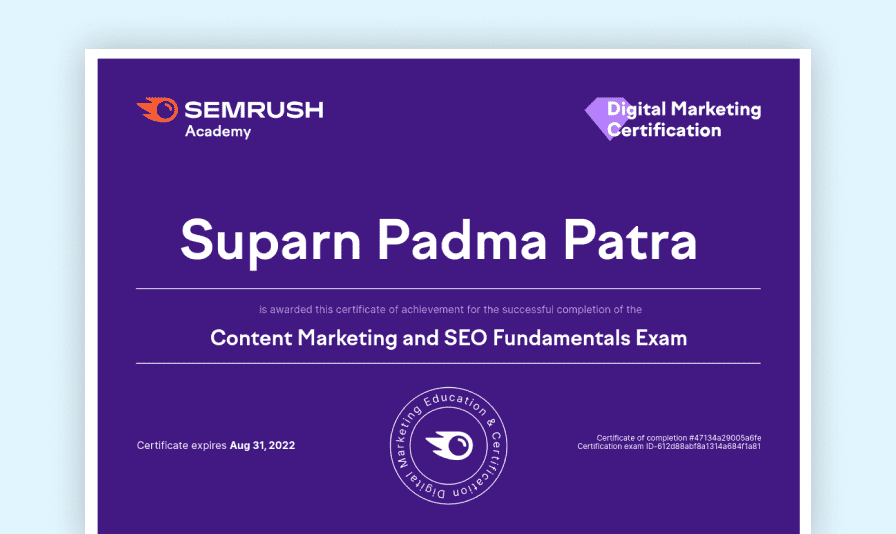 SEMRUSH
Academy
Digital Marketing
Certification
Suparn Padma Patra
is awarded this certificate of achievement for the successful completion of the
Content Marketing and SEO Fundamentals Exam
Certificate expires Aug 31, 2022
Digital Marketing Education & Certification
Certificate of completion #47134a29005a6fe
Certification exam ID-612d88abf8a1314a684f1a81